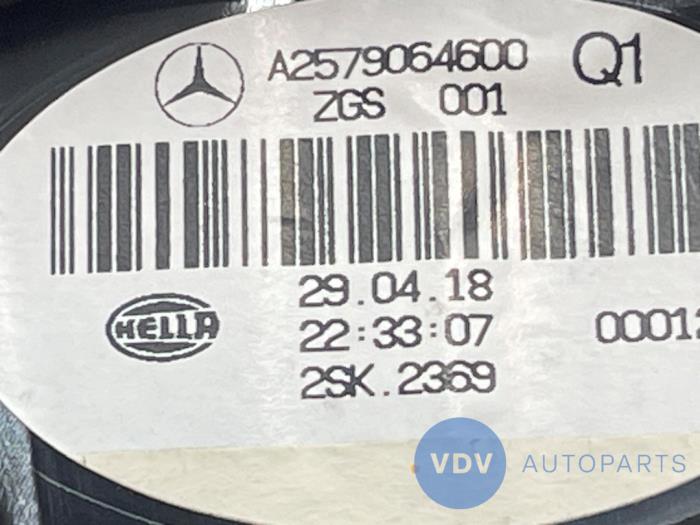 A2579064600 Q1
ZGS 001
29.04.18
HELLA
22:33:07
2SK.2369
VDV AUTOPARTS